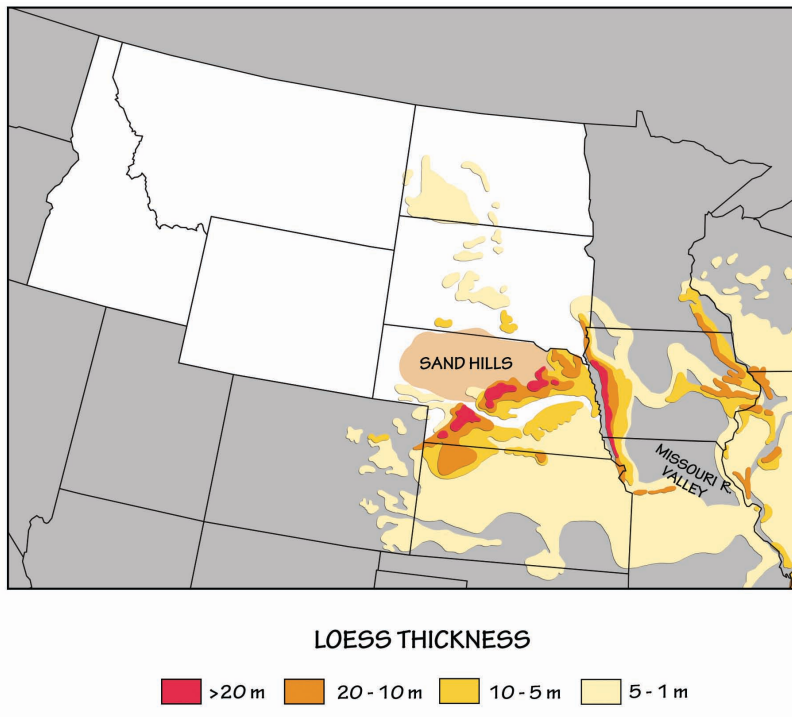 SAND HILLS
MISSOURI R.
VALLEY
LOESS THICKNESS
>20 m
20 - 10 m
10 - 5 m
5 - 1 m